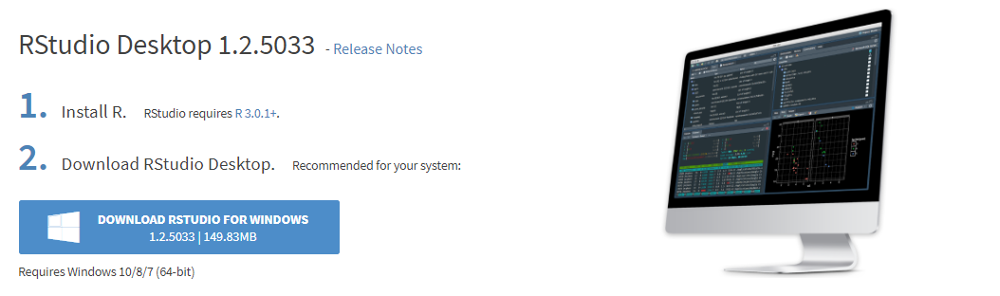 RStudio Desktop 1.2.5033 - Release Notes
1. Install R. RStudio requires R 3.0.1+.
2. Download RStudio Desktop. Recommended for your system:
DOWNLOAD RSTUDIO FOR WINDOWS
1.2.5033 | 149.83MB
Requires Windows 10/8/7 (64-bit)